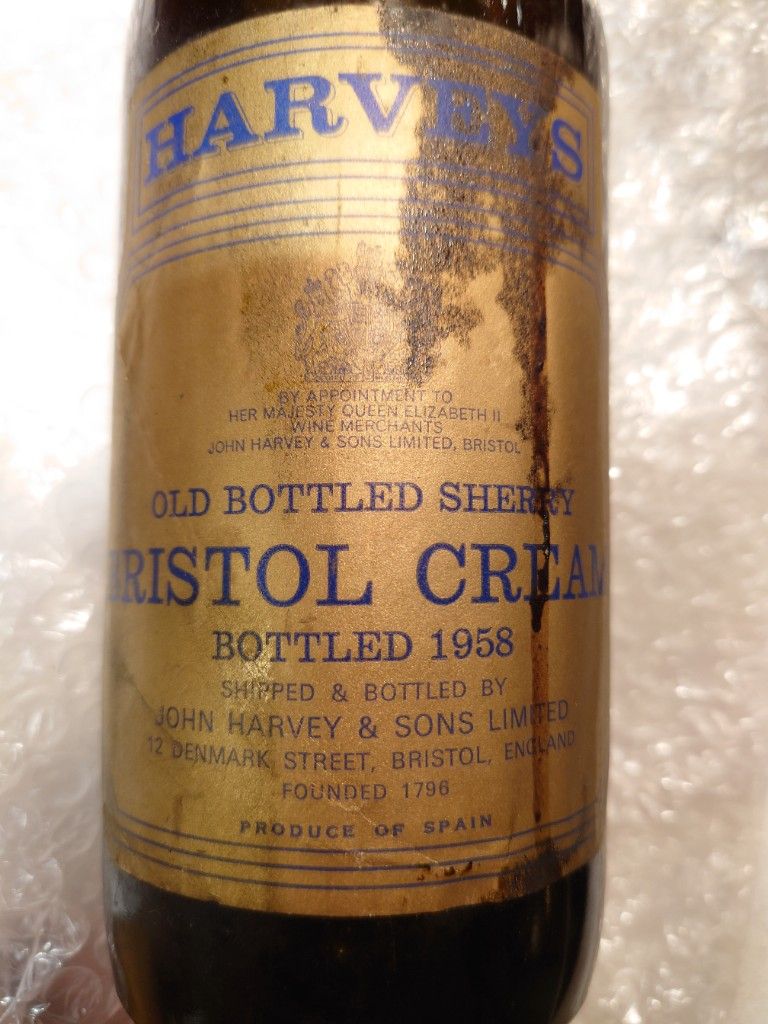 HARVEYS
BY APPOINTMENT TO
HER MAJESTY QUEEN ELIZABETH II
WINE MERCHANTS
JOHN HARVEY & SONS LIMITED, BRISTOL
OLD BOTTLED SHERRY
BRISTOL CREAM
BOTTLED 1958
SHIPPED & BOTTLED BY
JOHN HARVEY & SONS LIMITED
12 DENMARK STREET, BRISTOL, ENGLAND
FOUNDED 1796
PRODUCE OF SPAIN